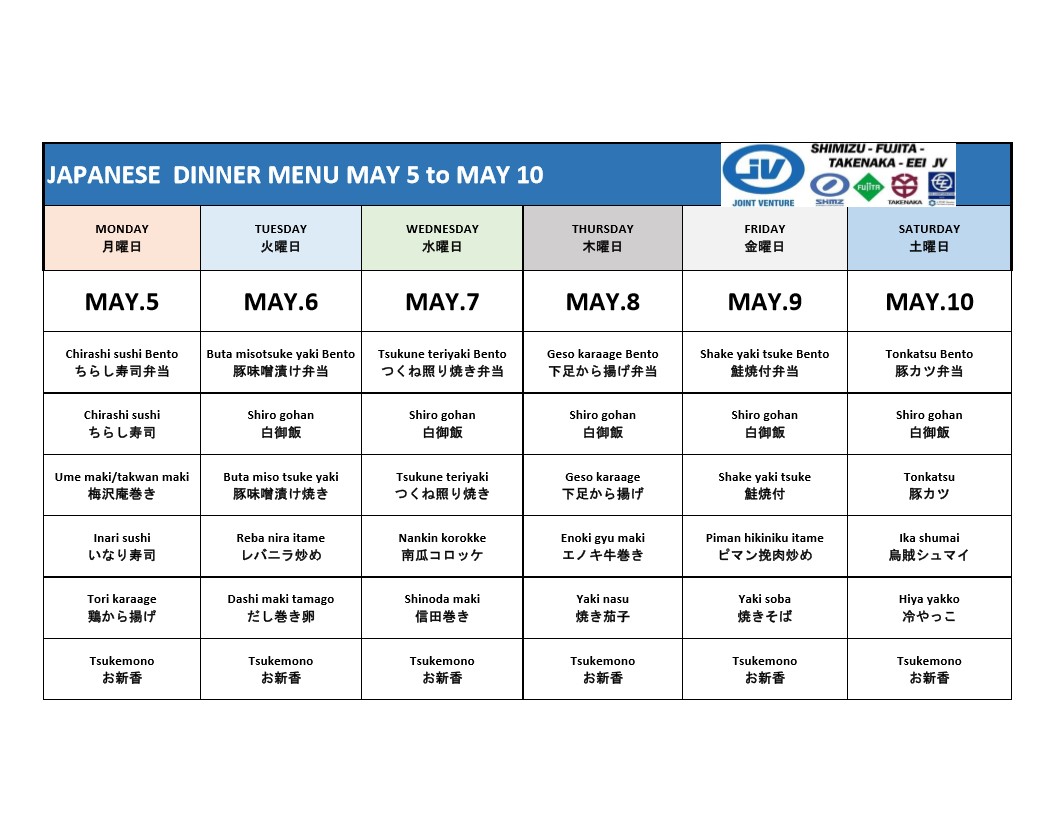 JAPANESE DINNER MENU MAY 5 to MAY 10
JV
JOINT VENTURE
SHIMIZU - FUJITA -
TAKENAKA - EEI JV
SHMZ
FUJITA
TAKENAKA
EEI
MONDAY
月曜日
TUESDAY
火曜日
WEDNESDAY
水曜日
THURSDAY
木曜日
FRIDAY
金曜日
SATURDAY
土曜日
MAY.5
MAY.6
MAY.7
MAY.8
MAY.9
MAY.10
Chirashi sushi Bento
ちらし寿司弁当
Buta misotsuke yaki Bento
豚味噌漬け弁当
Tsukune teriyaki Bento
つくね照り焼き弁当
Geso karaage Bento
下足から揚げ弁当
Shake yaki tsuke Bento
鮭焼付弁当
Tonkatsu Bento
豚カツ弁当
Chirashi sushi
ちらし寿司
Shiro gohan
白御飯
Shiro gohan
白御飯
Shiro gohan
白御飯
Shiro gohan
白御飯
Shiro gohan
白御飯
Ume maki/takwan maki
梅沢庵巻き
Buta miso tsuke yaki
豚味噌漬け焼き
Tsukune teriyaki
つくね照り焼き
Geso karaage
下足から揚げ
Shake yaki tsuke
鮭焼付
Tonkatsu
豚カツ
Inari sushi
いなり寿司
Reba nira itame
レバニラ炒め
Nankin korokke
南瓜コロッケ
Enoki gyu maki
エノキ牛巻き
Piman hikiniku itame
ピマン挽肉炒め
Ika shumai
烏賊シュマイ
Tori karaage
鶏から揚げ
Dashi maki tamago
だし巻き卵
Shinoda maki
信田巻き
Yaki nasu
焼き茄子
Yaki soba
焼きそば
Hiya yakko
冷やっこ
Tsukemono
お新香
Tsukemono
お新香
Tsukemono
お新香
Tsukemono
お新香
Tsukemono
お新香
Tsukemono
お新香